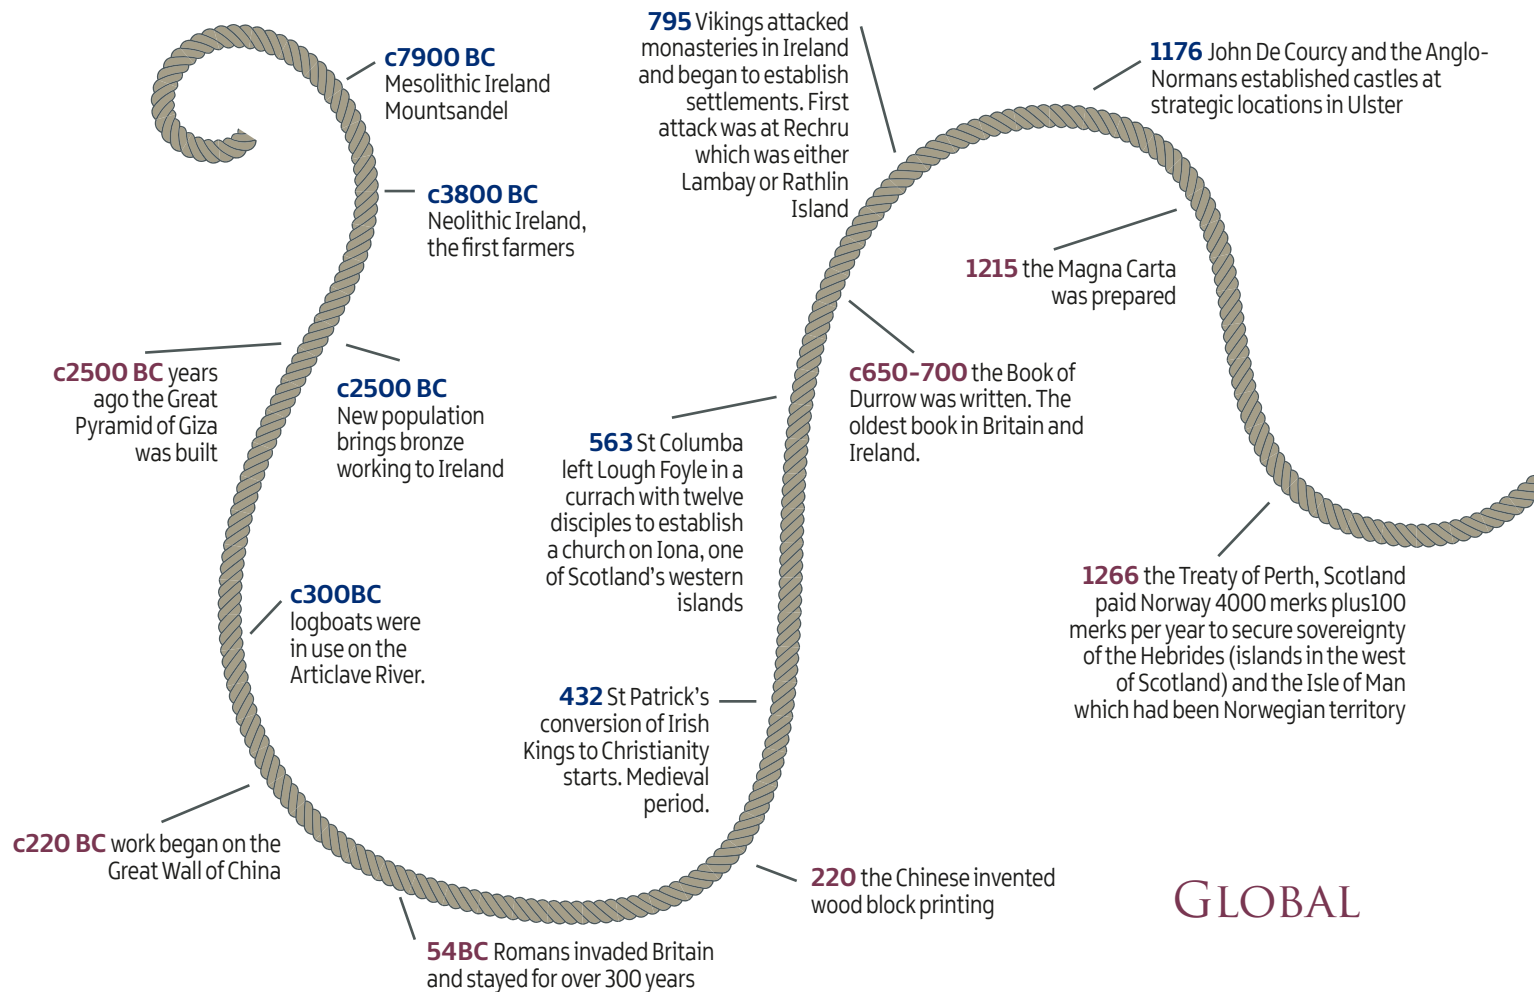 c7900 BC
Mesolithic Ireland
Mountsandel
c3800 BC
Neolithic Ireland,
the first farmers
c2500 BC years
ago the Great
Pyramid of Giza
was built
c2500 BC
New population
brings bronze
working to Ireland
c300BC
logboats were
in use on the
Articlave River.
c220 BC work began on the
Great Wall of China
54BC Romans invaded Britain
and stayed for over 300 years
220 the Chinese invented
wood block printing
432 St Patrick's
conversion of Irish
Kings to Christianity
starts. Medieval
period.
563 St Columba
left Lough Foyle in a
currach with twelve
disciples to establish
a church on Iona, one
of Scotland's western
islands
c650-700 the Book of
Durrow was written. The
oldest book in Britain and
Ireland.
795 Vikings attacked
monasteries in Ireland
and began to establish
settlements. First
attack was at Rechru
which was either
Lambay or Rathlin
Island
1176 John De Courcy and the Anglo-
Normans established castles at
strategic locations in Ulster
1215 the Magna Carta
was prepared
1266 the Treaty of Perth, Scotland
paid Norway 4000 merks plus100
merks per year to secure sovereignty
of the Hebrides (islands in the west
of Scotland) and the Isle of Man
which had been Norwegian territory
GLOBAL